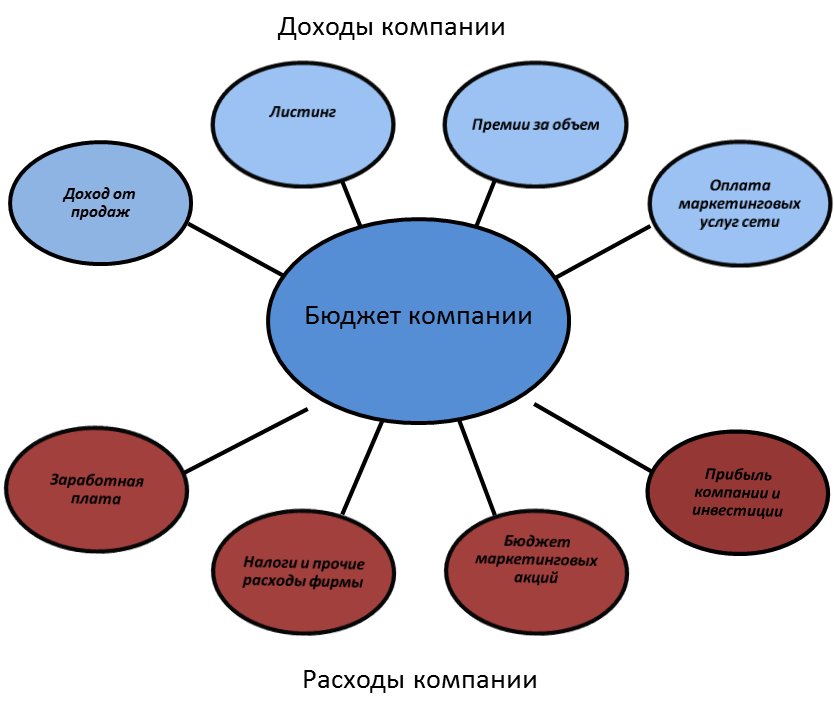 Доходы компании
Листинг
Премии за объем
Доход от
продаж
Оплата
маркетинговых
услуг сети
Бюджет компании
Заработная
плата
Налоги и прочие
расходы фирмы
Бюджет
маркетинговых
акций
Прибыль
компании и
инвестиции
Расходы компании